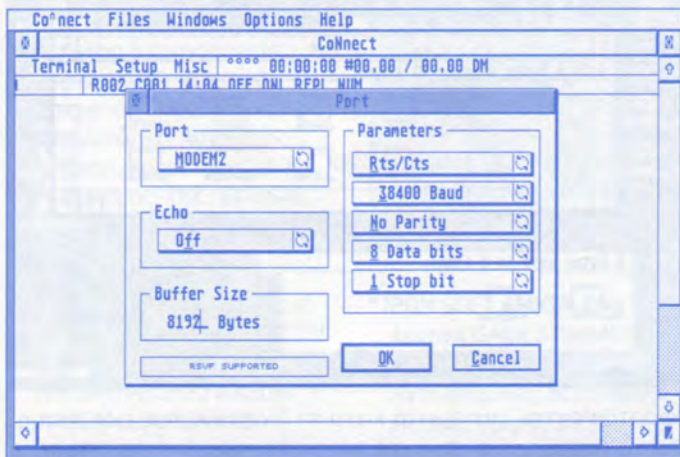 Co^nnect Files Windows Options Help
CoNnect
Terminal Setup Misc °°°° 00:00:00 #00.00 / 00.00 DM
R002 C001 14:04 OFF ONL REPL NUM
Port
Port
MODEM2
Echo
Off
Buffer Size
8192_ Bytes
RSVF SUPPORTED
Parameters
Rts/Cts
38400 Baud
No Parity
8 Data bits
1 Stop bit
OK
Cancel